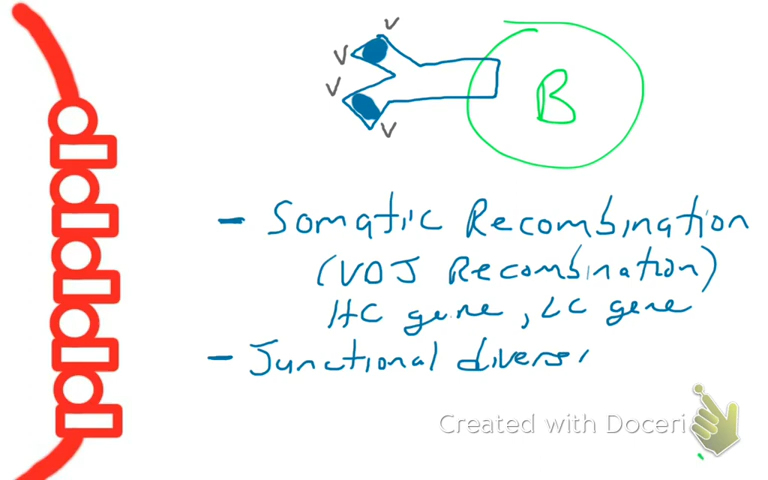 V
V
V
V
B
- Somatic Recombination
(VDJ Recombination)
HC gene, LC gene
- Junctional divers
Created with Doceri